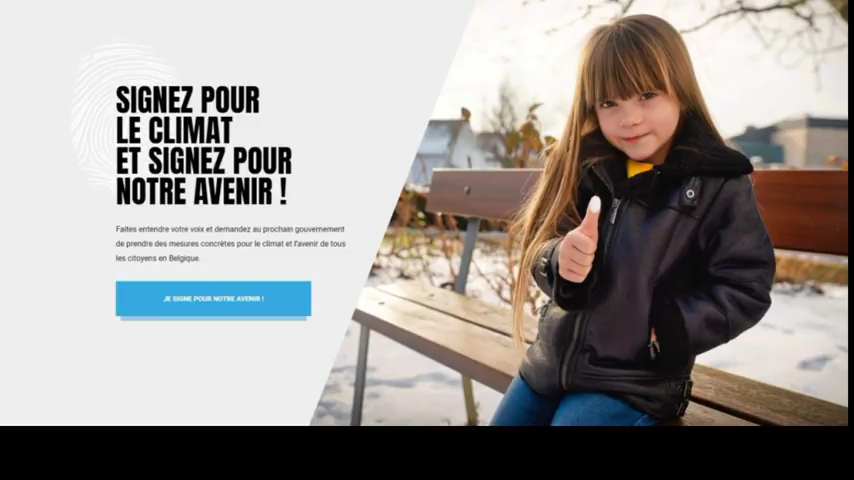 SIGNEZ POUR
LE CLIMAT
ET SIGNEZ POUR
NOTRE AVENIR !
Faites entendre votre voix et demandez au prochain gouvernement
de prendre des mesures concrètes pour le climat et l'avenir de tous
les citoyens en Belgique.
JE SIGNE POUR NOTRE AVENIR !